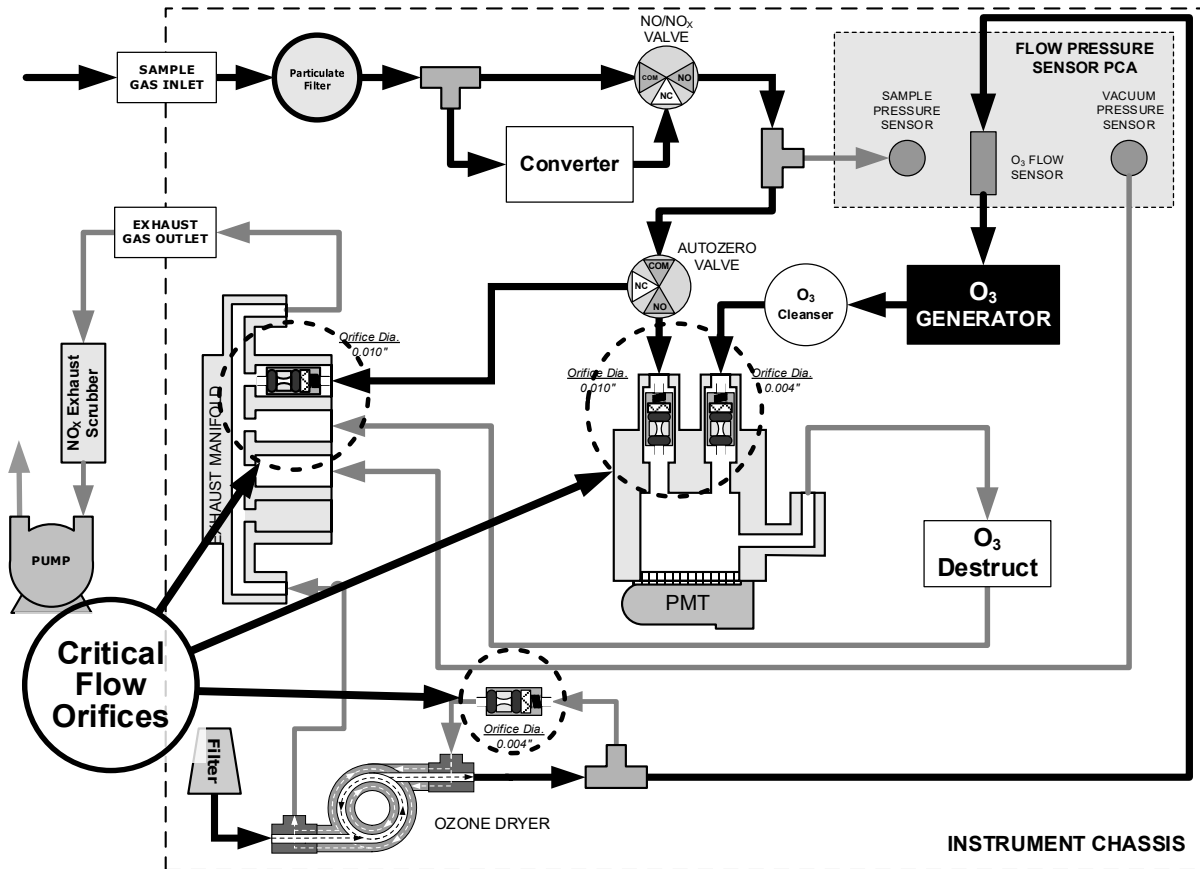 NO/NOX
VALVE
FLOW PRESSURE
SENSOR PCA
SAMPLE
GAS INLET
Particulate
Filter
COM
NO
NC
SAMPLE
PRESSURE
SENSOR
VACUUM
PRESSURE
SENSOR
Converter
O3 FLOW
SENSOR
EXHAUST
GAS OUTLET
AUTOZERO
VALVE
COM
NC
NO
O3
Cleanser
O3
GENERATOR
Orifice Dia.
0.010"
Orifice Dia.
0.010"
Orifice Dia.
0.004"
NOX Exhaust
Scrubber
EXHAUST MANIFOLD
PUMP
O3
Destruct
PMT
Critical
Flow
Orifices
Orifice Dia.
0.004"
Filter
OZONE DRYER
INSTRUMENT CHASSIS